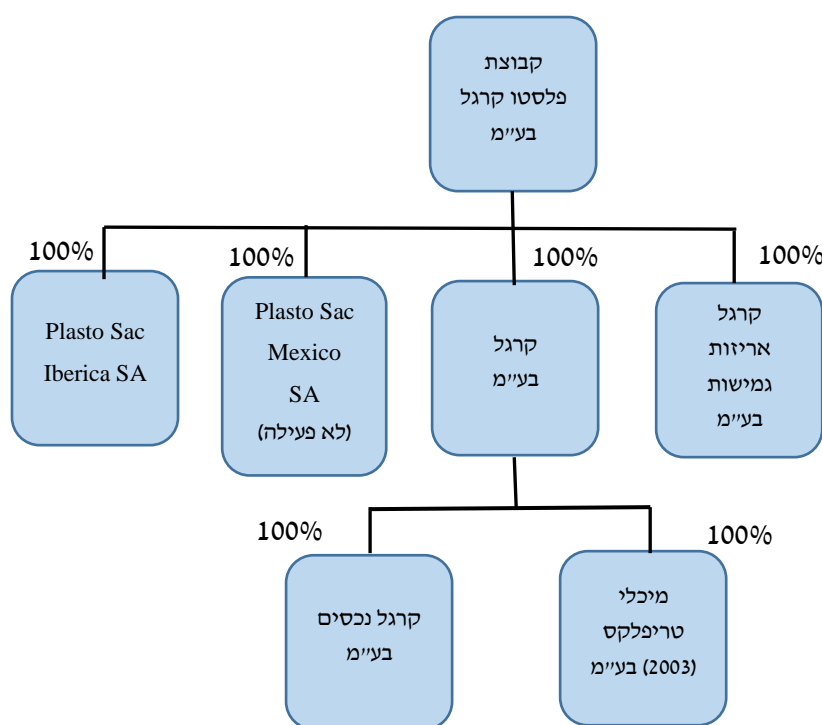 קבוצת
פלסטו קרגל
בע״מ
100%
100%
100%
100%
קרגל
אריזות
גמישות
בע״מ
קרגל
בע״מ
Plasto Sac
Mexico
SA
(לא פעילה)
Plasto Sac
Iberica SA
100%
100%
מיכלי
טריפלקס
(2003) בע״מ
קרגל נכסים
בע״מ